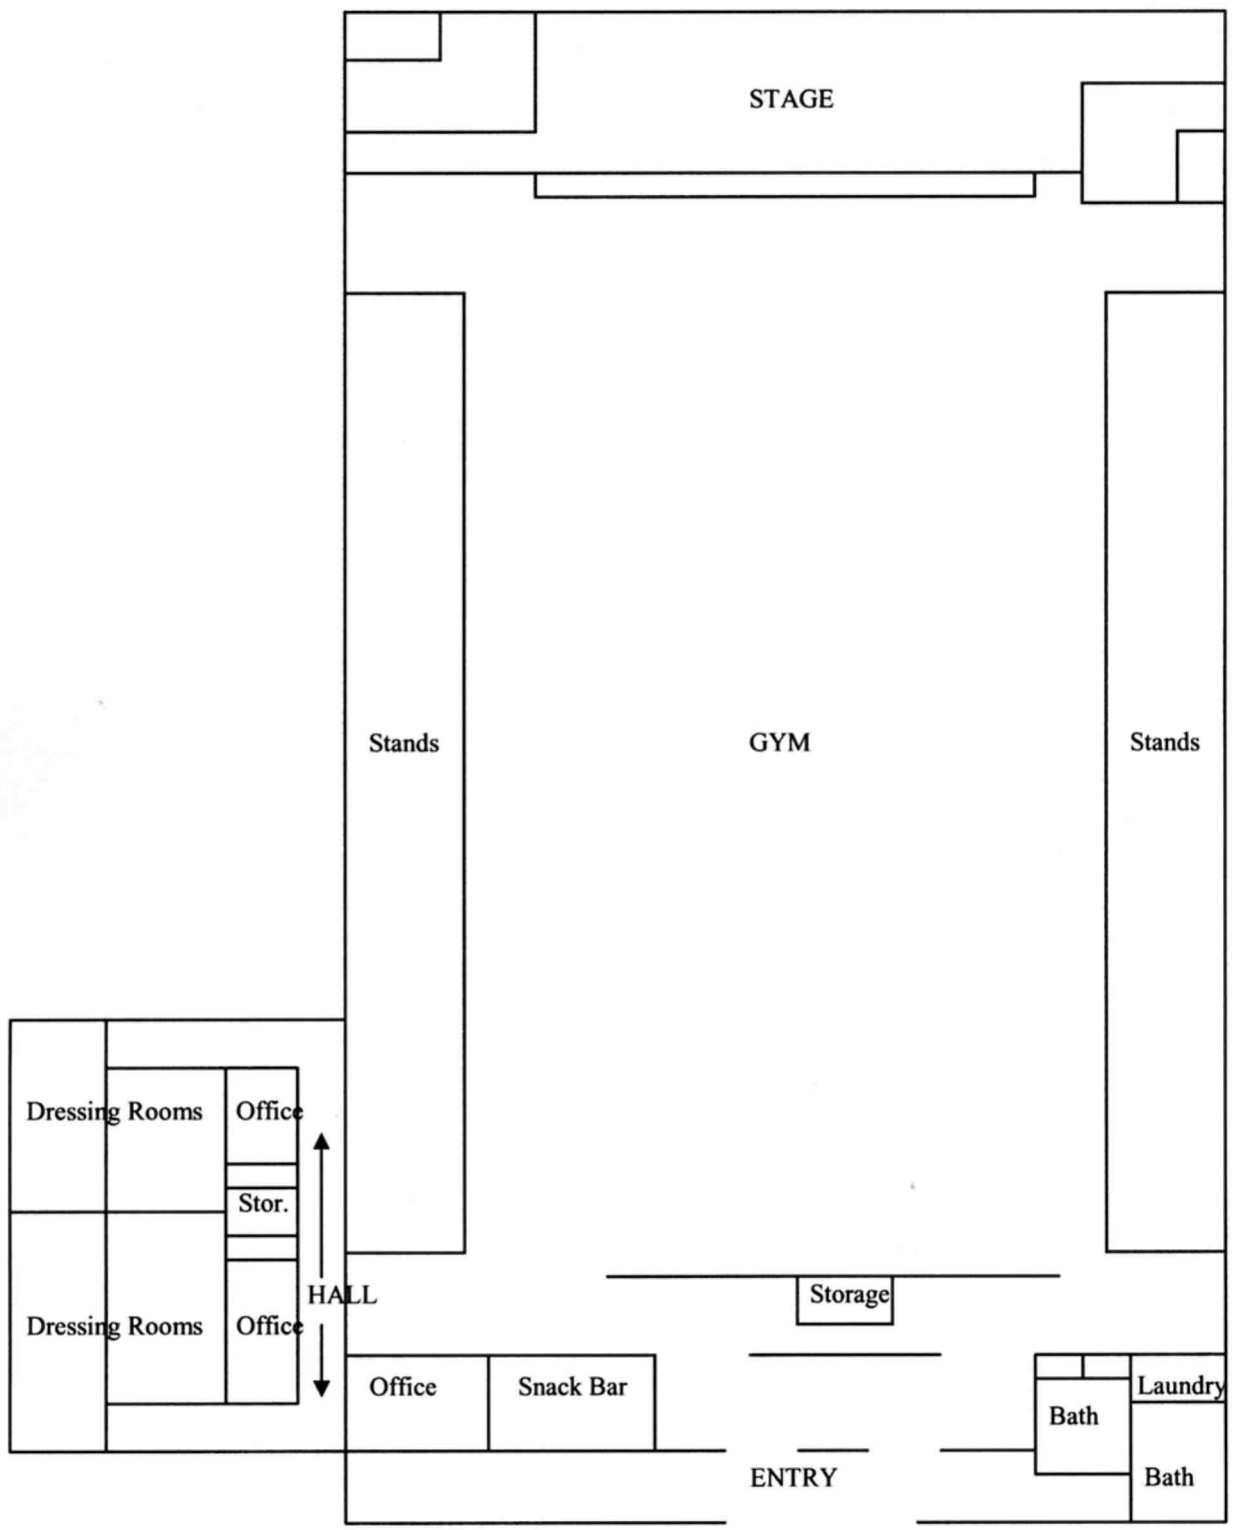 STAGE
Stands
GYM
Stands
Dressing Rooms
Office
Stor.
HALL
Storage
Dressing Rooms
Office
Office
Snack Bar
Laundry
Bath
ENTRY
Bath